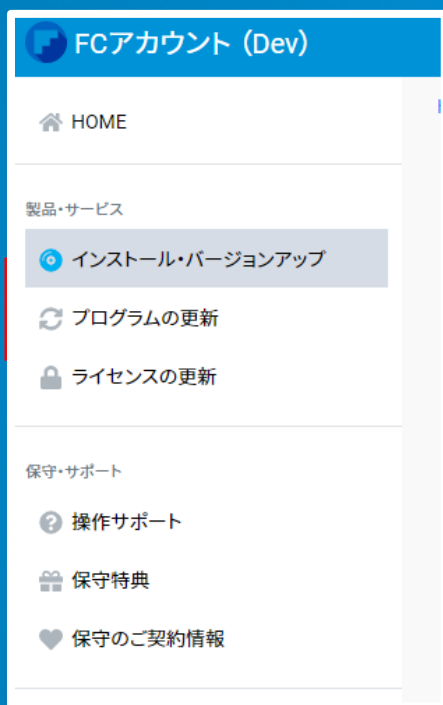 FCアカウント（Dev）
HOME
製品・サービス
インストール・バージョンアップ
プログラムの更新
ライセンスの更新
保守・サポート
操作サポート
保守特典
保守のご契約情報